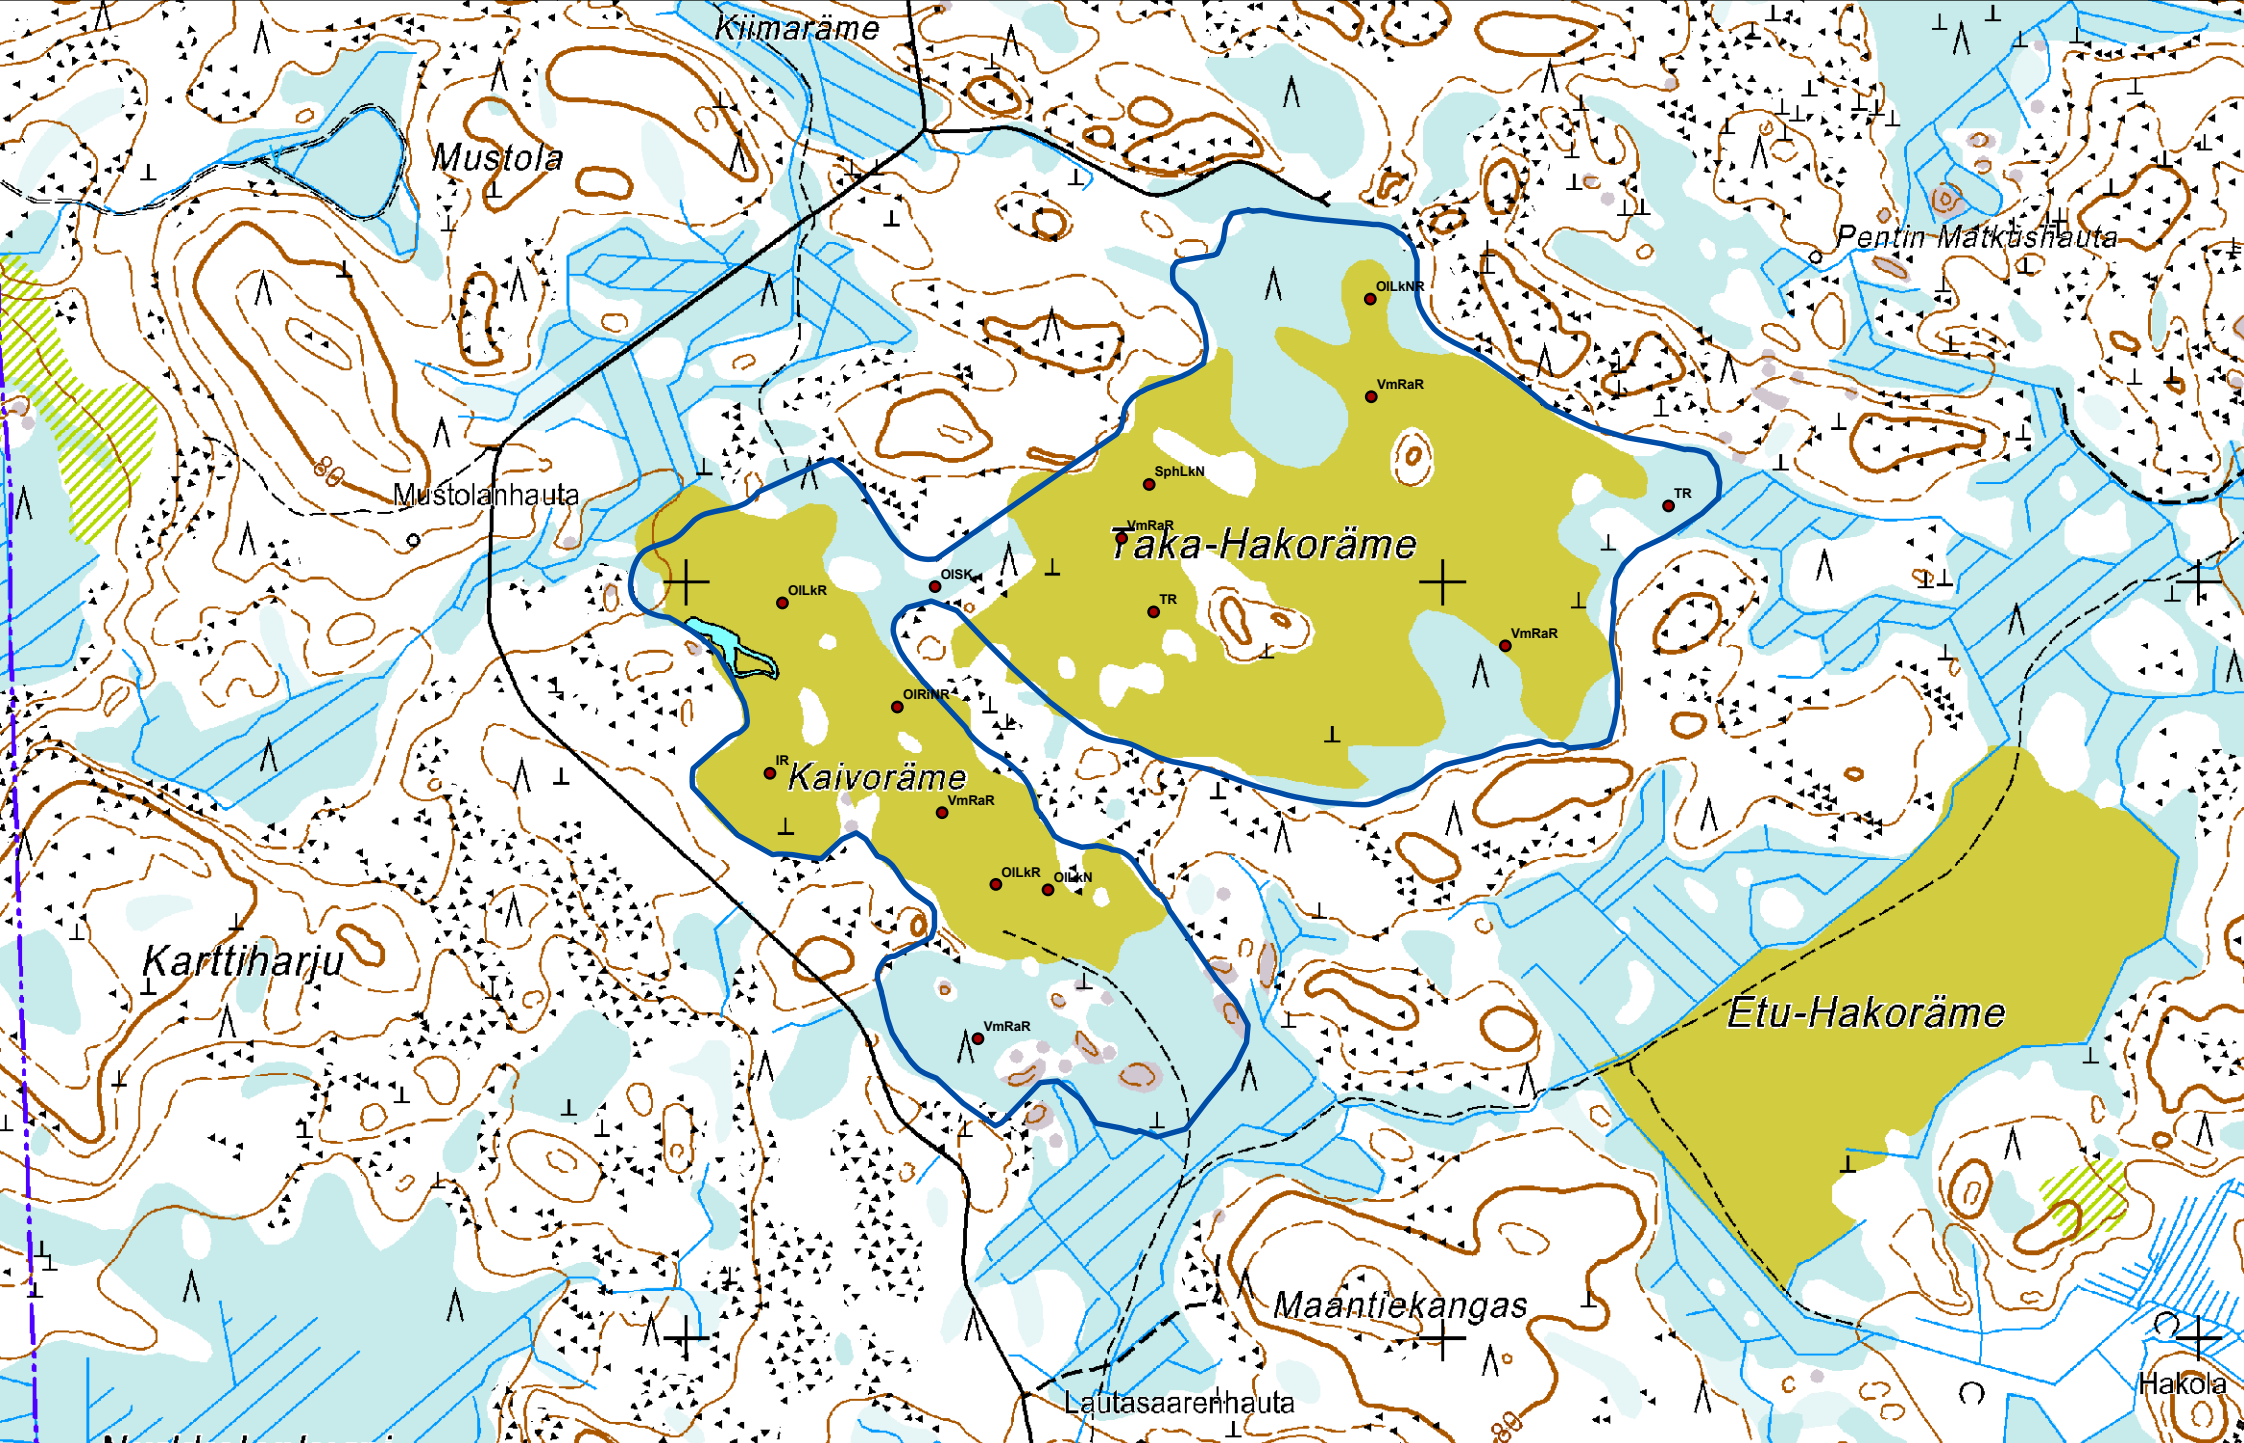 Kiimaräme
Mustola
Pentin Matkushauta
OlLkNR
VmRaR
80
Mustolanhauta
SphLkN
TR
VmRaR
Taka-Hakoräme
OlSK
OlLkR
TR
VmRaR
OlRiNR
IR
Kaivoräme
VmRaR
OlLkR
OlLkN
Karttiharju
Etu-Hakoräme
VmRaR
Maantiekangas
Hakola
Lautasaarenhauta
80